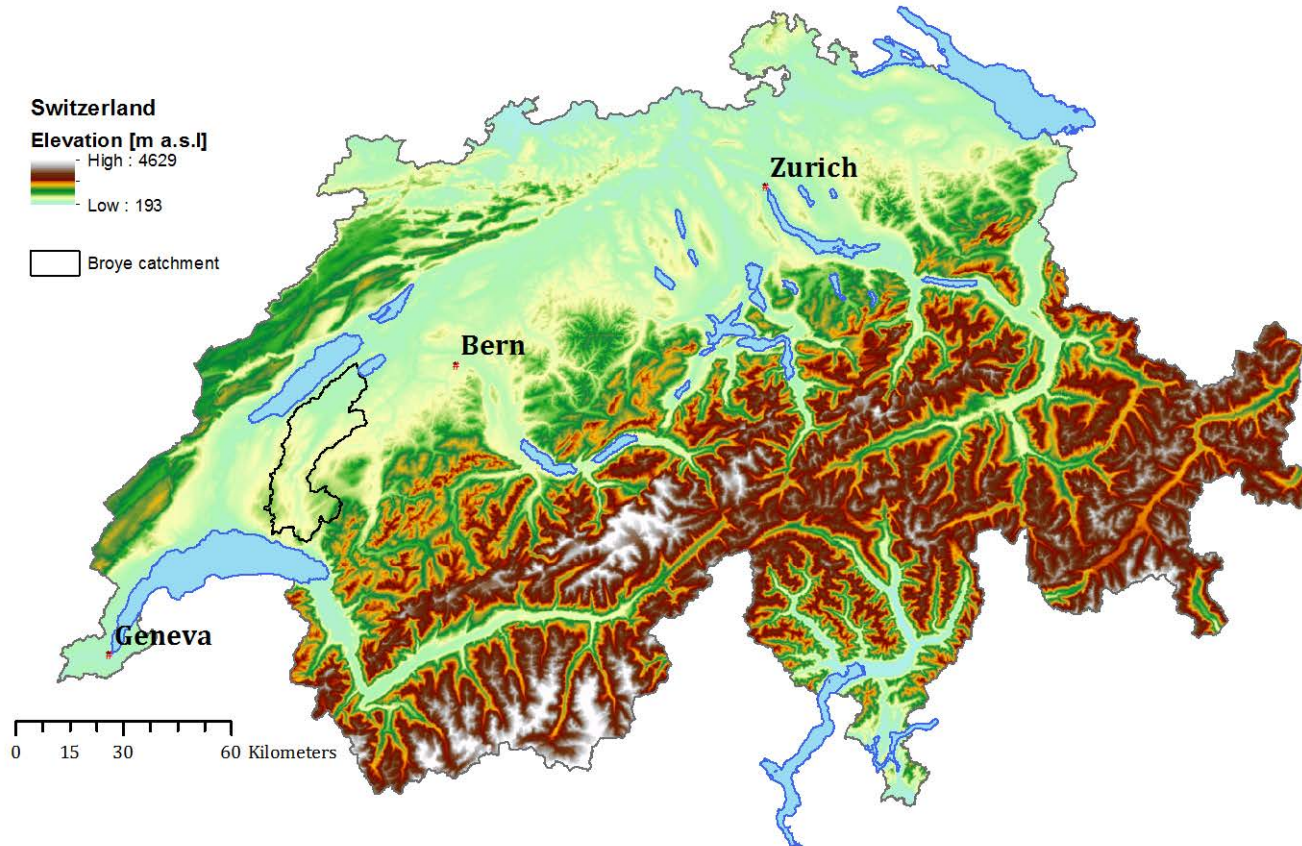 Switzerland
Elevation [m a.s.l]
High : 4629
Low : 193
Broye catchment
Zurich
Bern
Geneva
0 15 30 60 Kilometers